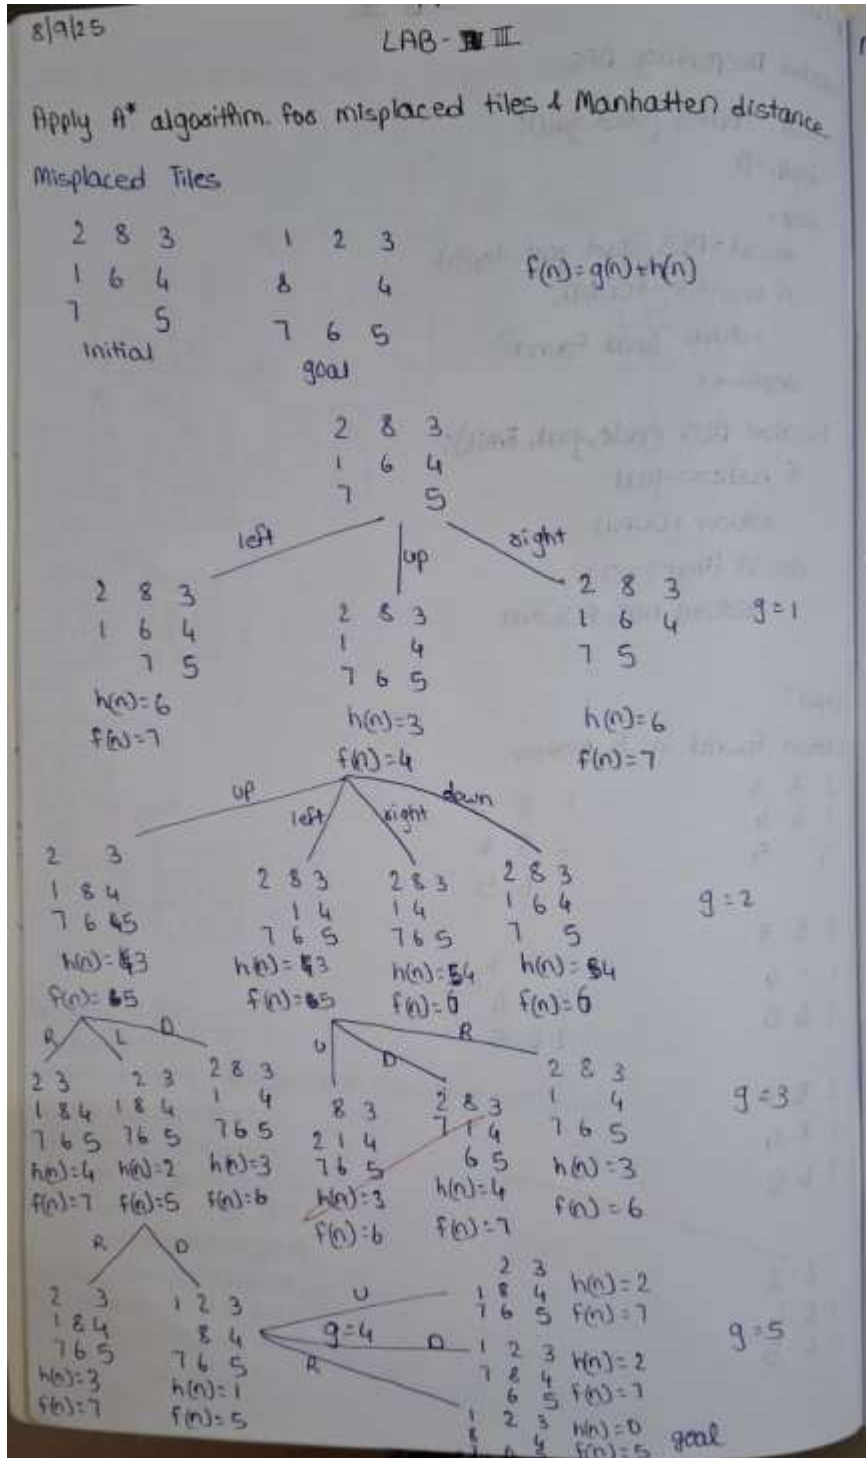 8/9/25
LAB - III
Apply A* algorithm for misplaced tiles & Manhatten distance
Misplaced Tiles
2 8 3 1 2 3
1 6 4 8 4 f(n)=g(n)+h(n)
7 5 7 6 5
Initial goal
2 8 3
1 6 4
7 5
left up right
2 8 3 2 8 3 2 8 3 g=1
1 6 4 1 4 1 6 4
7 5 7 6 5 7 5
h(n)=6 h(n)=3 h(n)=6
f(n)=7 f(n)=4 f(n)=7
up left right down
2 3 2 8 3 2 8 3 2 8 3
1 8 4 1 4 1 4 1 6 4 g=2
7 6 5 7 6 5 7 6 5 7 5
h(n)=3 h(n)=3 h(n)=4 h(n)=4
f(n)=5 f(n)=5 f(n)=6 f(n)=6
R L D U D R
2 3 2 3 2 8 3 8 3 2 8 3 2 8 3
1 8 4 1 8 4 1 4 2 1 4 7 1 4 1 4 g=3
7 6 5 7 6 5 7 6 5 7 6 5 6 5 7 6 5
h(n)=4 h(n)=2 h(n)=3 h(n)=3 h(n)=4 h(n)=3
f(n)=7 f(n)=5 f(n)=6 f(n)=6 f(n)=7 f(n)=6
R D
2 3 1 2 3
1 8 4 8 4
7 6 5 7 6 5
h(n)=3 h(n)=1
f(n)=7 f(n)=5
g=4
U
2 3
1 8 4 h(n)=2
7 6 5 f(n)=7
D
1 2 3
7 8 4 h(n)=2
6 5 f(n)=7
g=5
R
1 2 3
8 4 h(n)=0
f(n)=5 goal